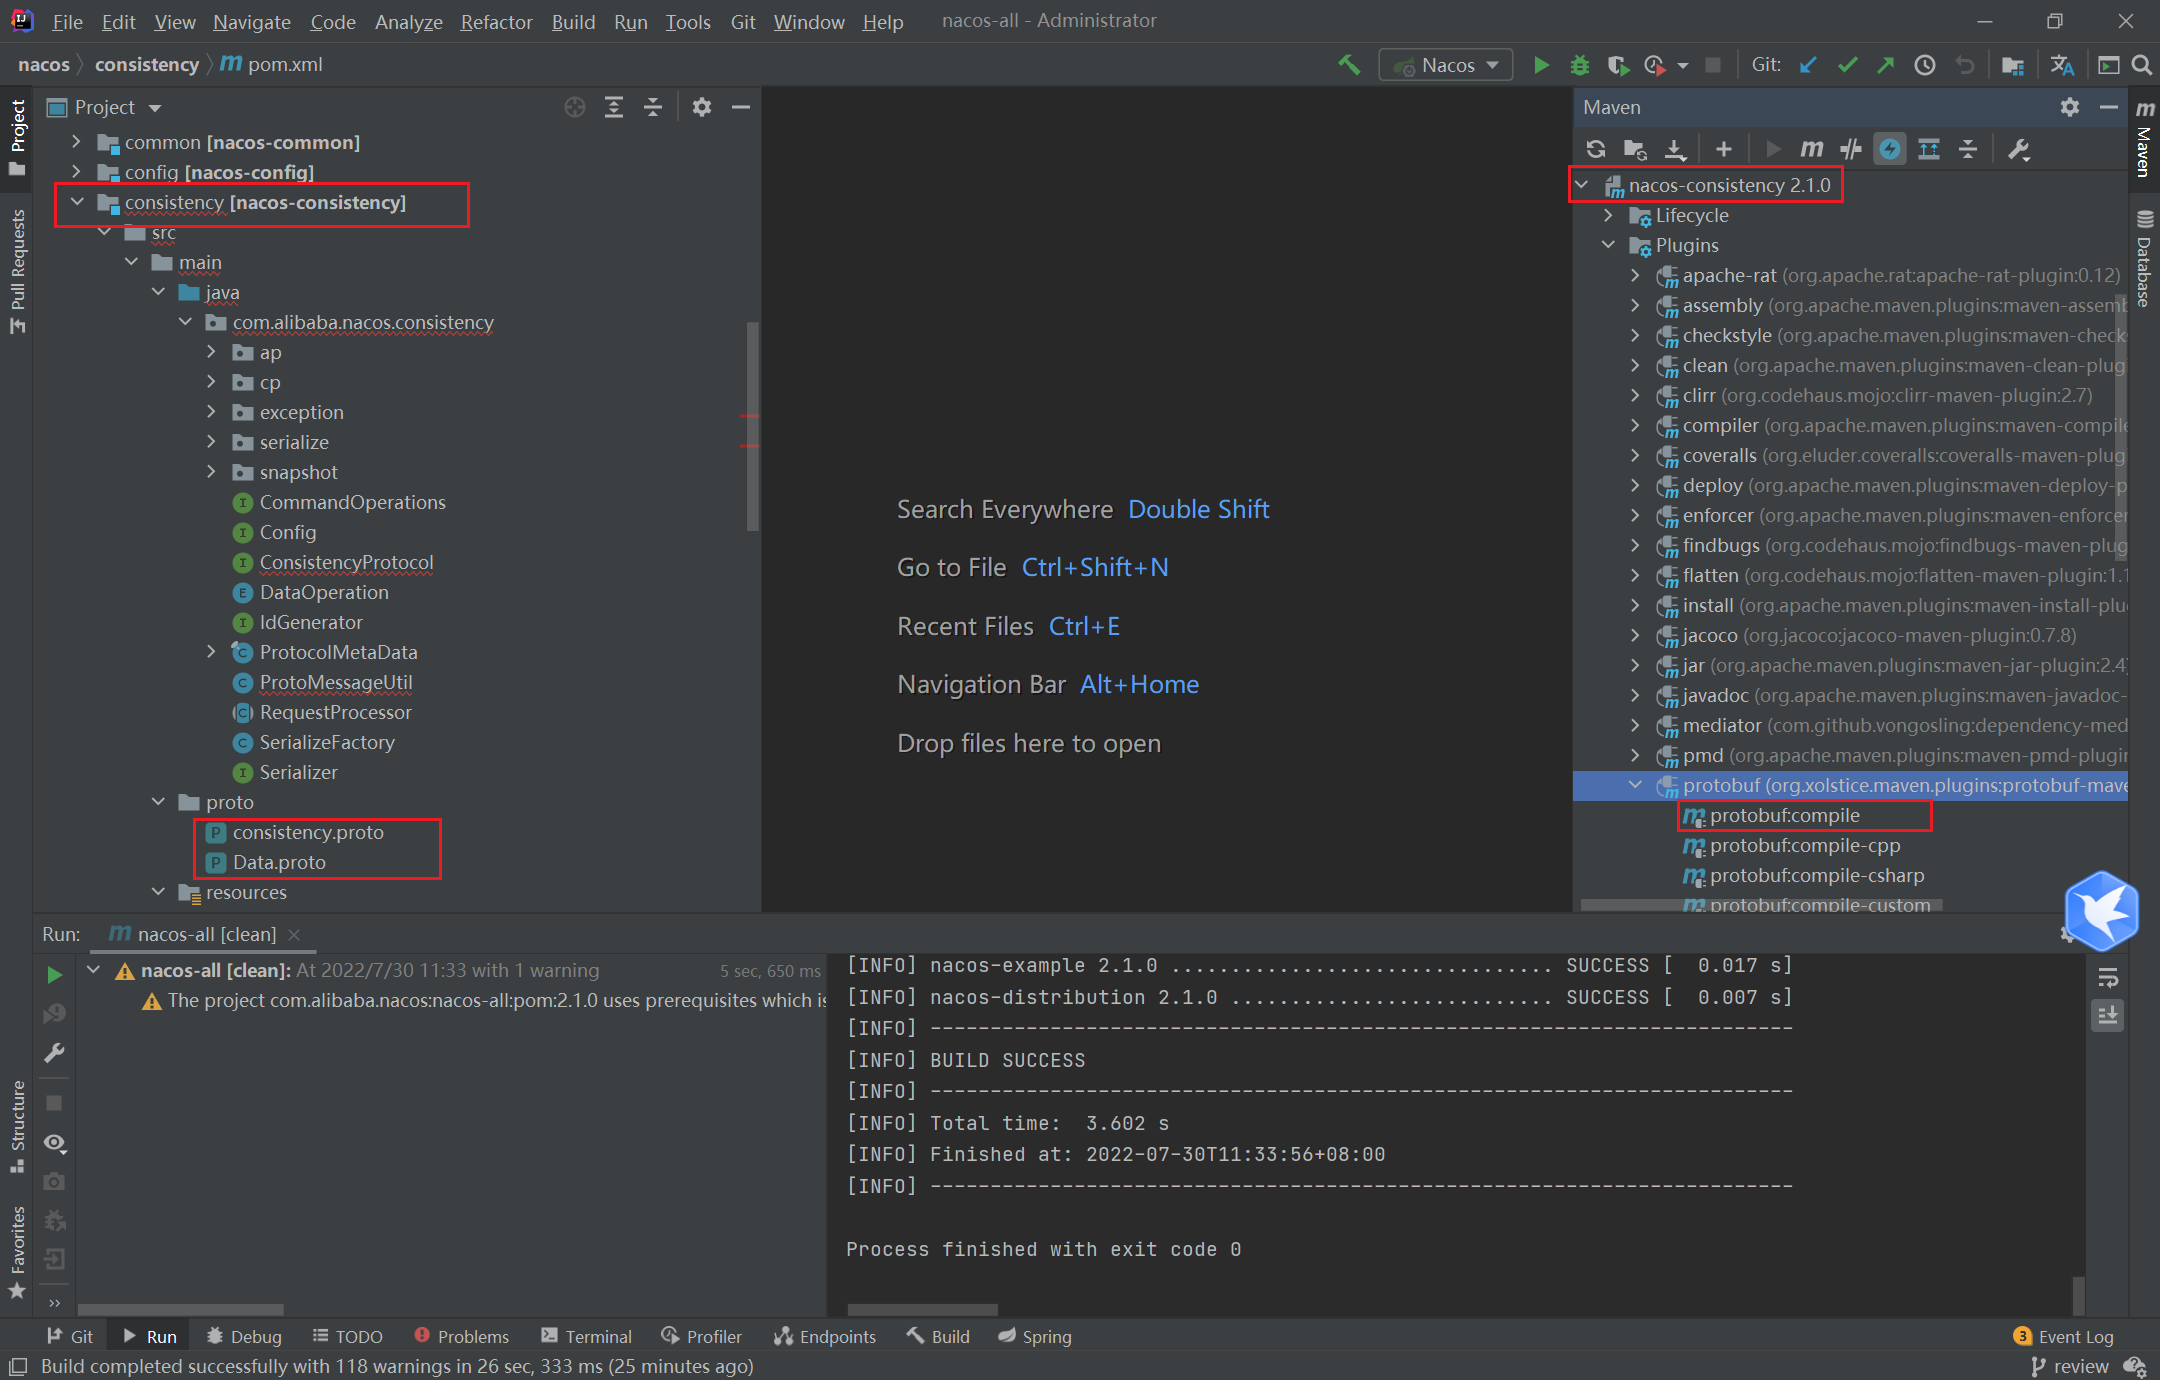 File Edit View Navigate Code Analyze Refactor Build Run Tools Git Window Help nacos-all - Administrator
nacos consistency pom.xml
Nacos
Git:
Project
Pull Requests
Structure
Favorites
Project
common [nacos-common]
config [nacos-config]
consistency [nacos-consistency]
src
main
java
com.alibaba.nacos.consistency
ap
cp
exception
serialize
snapshot
CommandOperations
Config
ConsistencyProtocol
DataOperation
IdGenerator
ProtocolMetaData
ProtoMessageUtil
RequestProcessor
SerializeFactory
Serializer
proto
consistency.proto
Data.proto
resources
Search Everywhere Double Shift
Go to File Ctrl+Shift+N
Recent Files Ctrl+E
Navigation Bar Alt+Home
Drop files here to open
Maven
nacos-consistency 2.1.0
Lifecycle
Plugins
apache-rat (org.apache.rat:apache-rat-plugin:0.12)
assembly (org.apache.maven.plugins:maven-assemb
checkstyle (org.apache.maven.plugins:maven-check
clean (org.apache.maven.plugins:maven-clean-plug
clirr (org.codehaus.mojo:clirr-maven-plugin:2.7)
compiler (org.apache.maven.plugins:maven-compile
coveralls (org.eluder.coveralls:coveralls-maven-plug
deploy (org.apache.maven.plugins:maven-deploy-p
enforcer (org.apache.maven.plugins:maven-enforcer
findbugs (org.codehaus.mojo:findbugs-maven-plug
flatten (org.codehaus.mojo:flatten-maven-plugin:1.1
install (org.apache.maven.plugins:maven-install-plu
jacoco (org.jacoco:jacoco-maven-plugin:0.7.8)
jar (org.apache.maven.plugins:maven-jar-plugin:2.4)
javadoc (org.apache.maven.plugins:maven-javadoc-
mediator (com.github.vongosling:dependency-med
pmd (org.apache.maven.plugins:maven-pmd-plugin
protobuf (org.xolstice.maven.plugins:protobuf-mave
protobuf:compile
protobuf:compile-cpp
protobuf:compile-csharp
protobuf:compile-custom
Maven
Database
Run: nacos-all [clean]
nacos-all [clean]: At 2022/7/30 11:33 with 1 warning 5 sec, 650 ms
The project com.alibaba.nacos:nacos-all:pom:2.1.0 uses prerequisites which is
[INFO] nacos-example 2.1.0 ................................ SUCCESS [  0.017 s]
[INFO] nacos-distribution 2.1.0 ........................... SUCCESS [  0.007 s]
[INFO] ------------------------------------------------------------------------
[INFO] BUILD SUCCESS
[INFO] ------------------------------------------------------------------------
[INFO] Total time:  3.602 s
[INFO] Finished at: 2022-07-30T11:33:56+08:00
[INFO] ------------------------------------------------------------------------
Process finished with exit code 0
Git Run Debug TODO Problems Terminal Profiler Endpoints Build Spring 3 Event Log
Build completed successfully with 118 warnings in 26 sec, 333 ms (25 minutes ago) review